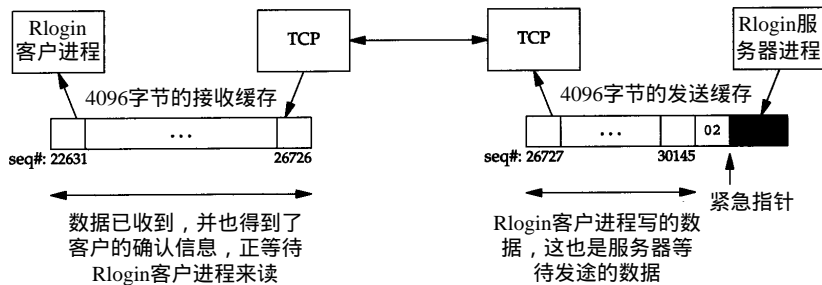 Rlogin
客户进程
TCP
TCP
Rlogin服
务器进程
4096字节的接收缓存
4096字节的发送缓存
...
...
02
seq#: 22631
26726
seq#: 26727
30145
紧急指针
数据已收到，并也得到了
客户的确认信息，正等待
Rlogin客户进程来读
Rlogin客户进程写的数
据，这也是服务器等
待发途的数据